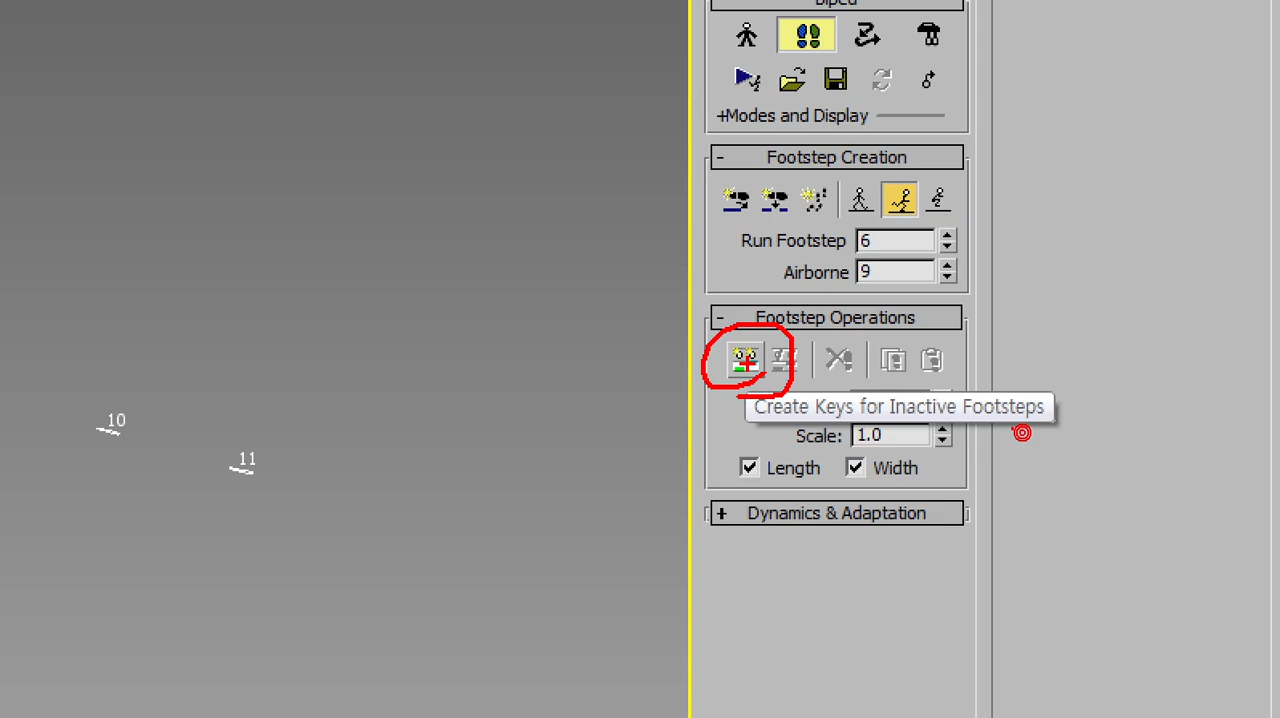 Biped
+Modes and Display
- Footstep Creation
Run Footstep 6
Airborne 9
- Footstep Operations
Create Keys for Inactive Footsteps
Scale: 1.0
Length Width
+ Dynamics & Adaptation
10
11